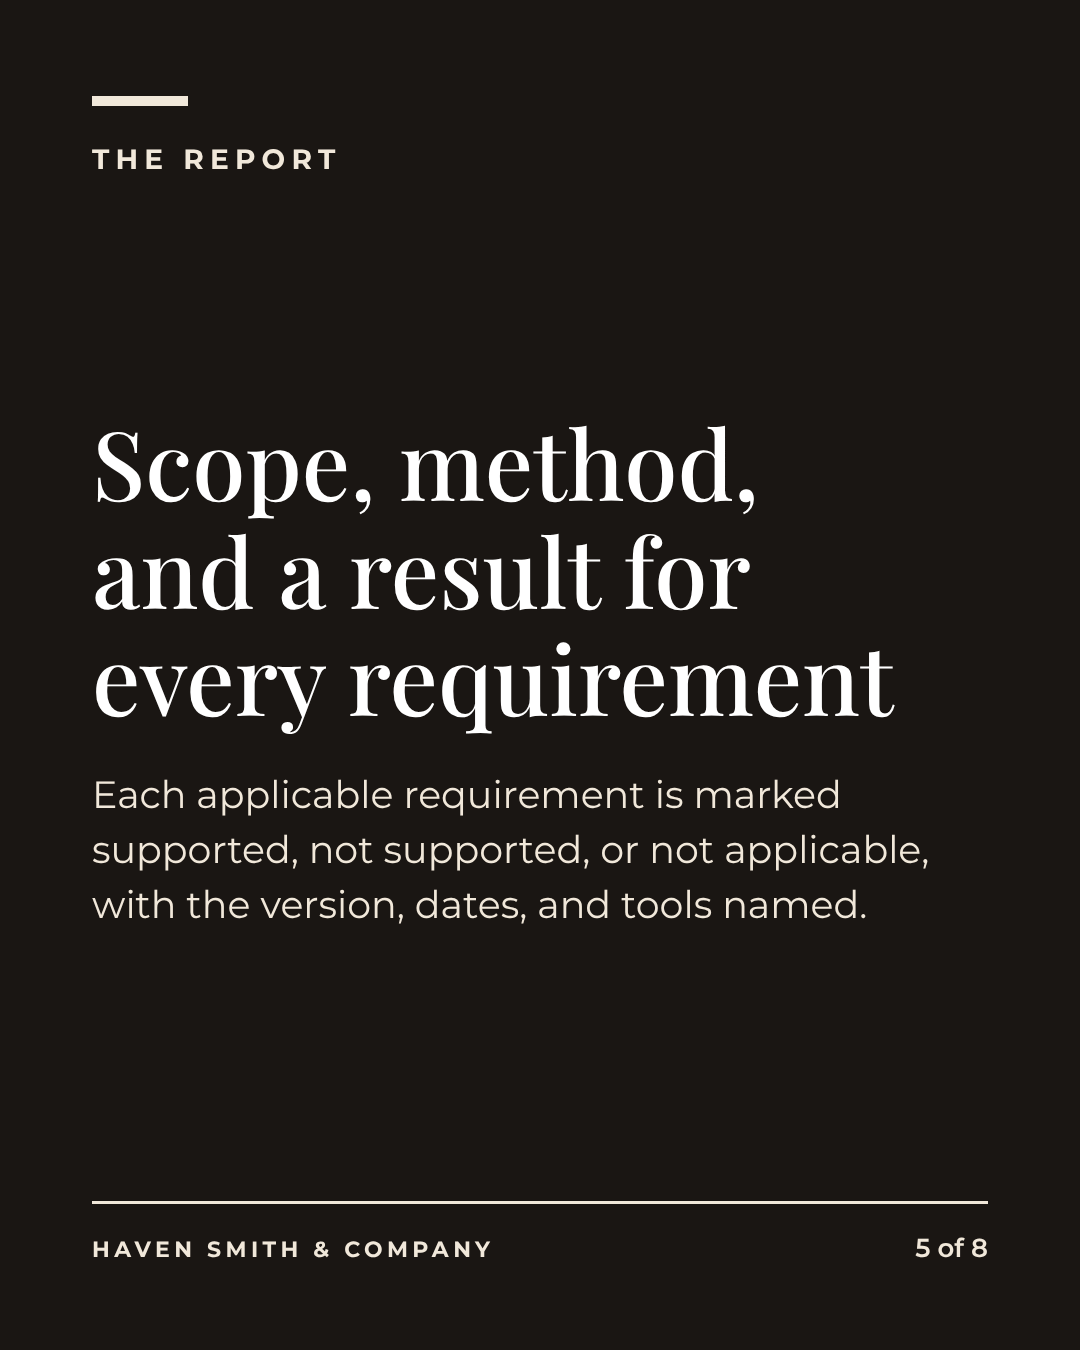 THE REPORT
Scope, method,
and a result for
every requirement
Each applicable requirement is marked
supported, not supported, or not applicable,
with the version, dates, and tools named.
HAVEN SMITH & COMPANY
5 of 8